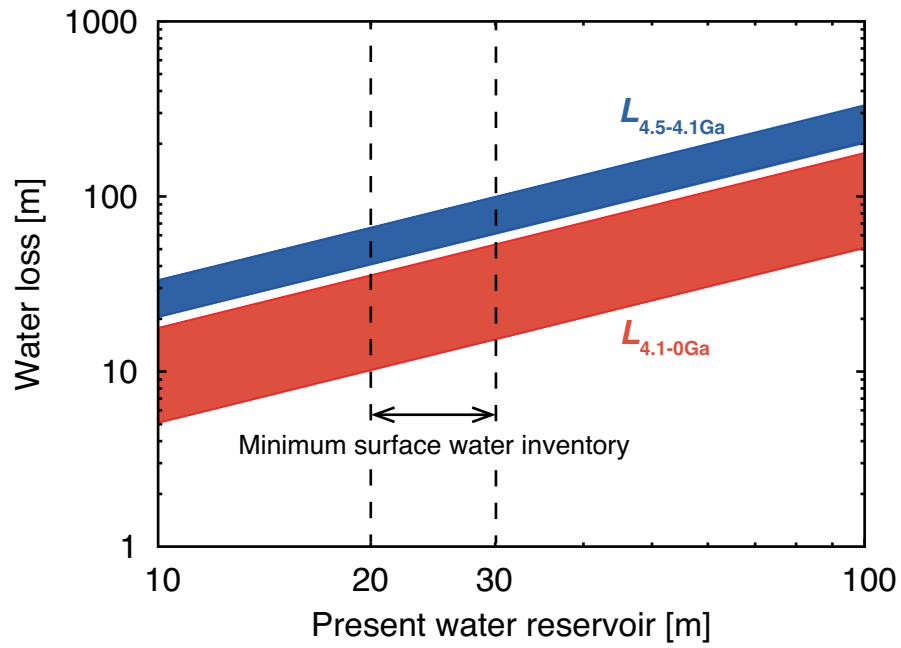 1000
100
10
1
Water loss [m]
L4.5-4.1Ga
L4.1-0Ga
Minimum surface water inventory
10
20
30
100
Present water reservoir [m]